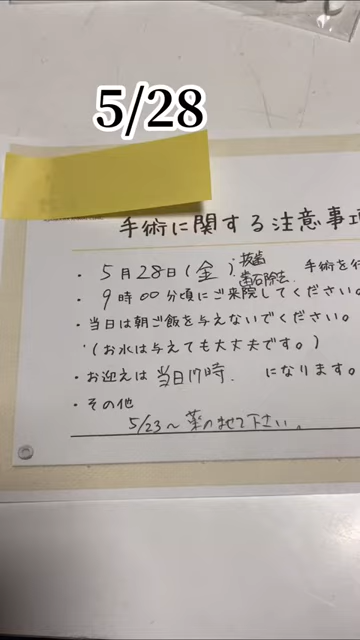 5/28
手術に関する注意事項
・5月28日(金)に抜歯 歯石除去 手術を行
・9時00分頃にご来院してください。
・当日は朝ご飯を与えないでください。
(お水は与えても大丈夫です。)
・お迎えは当日17時. になります。
・その他
5/23〜薬のませて下さい。